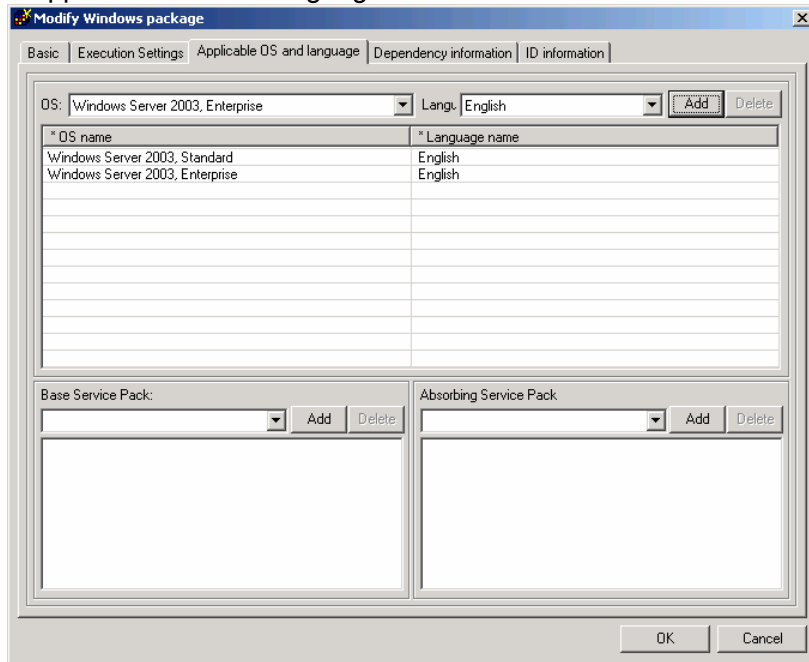 Modify Windows package
Basic Execution Settings Applicable OS and language Dependency information ID information
OS: Windows Server 2003, Enterprise Langu English Add Delete
* OS name * Language name
Windows Server 2003, Standard English
Windows Server 2003, Enterprise English
Base Service Pack: Absorbing Service Pack
Add Delete Add Delete
OK Cancel